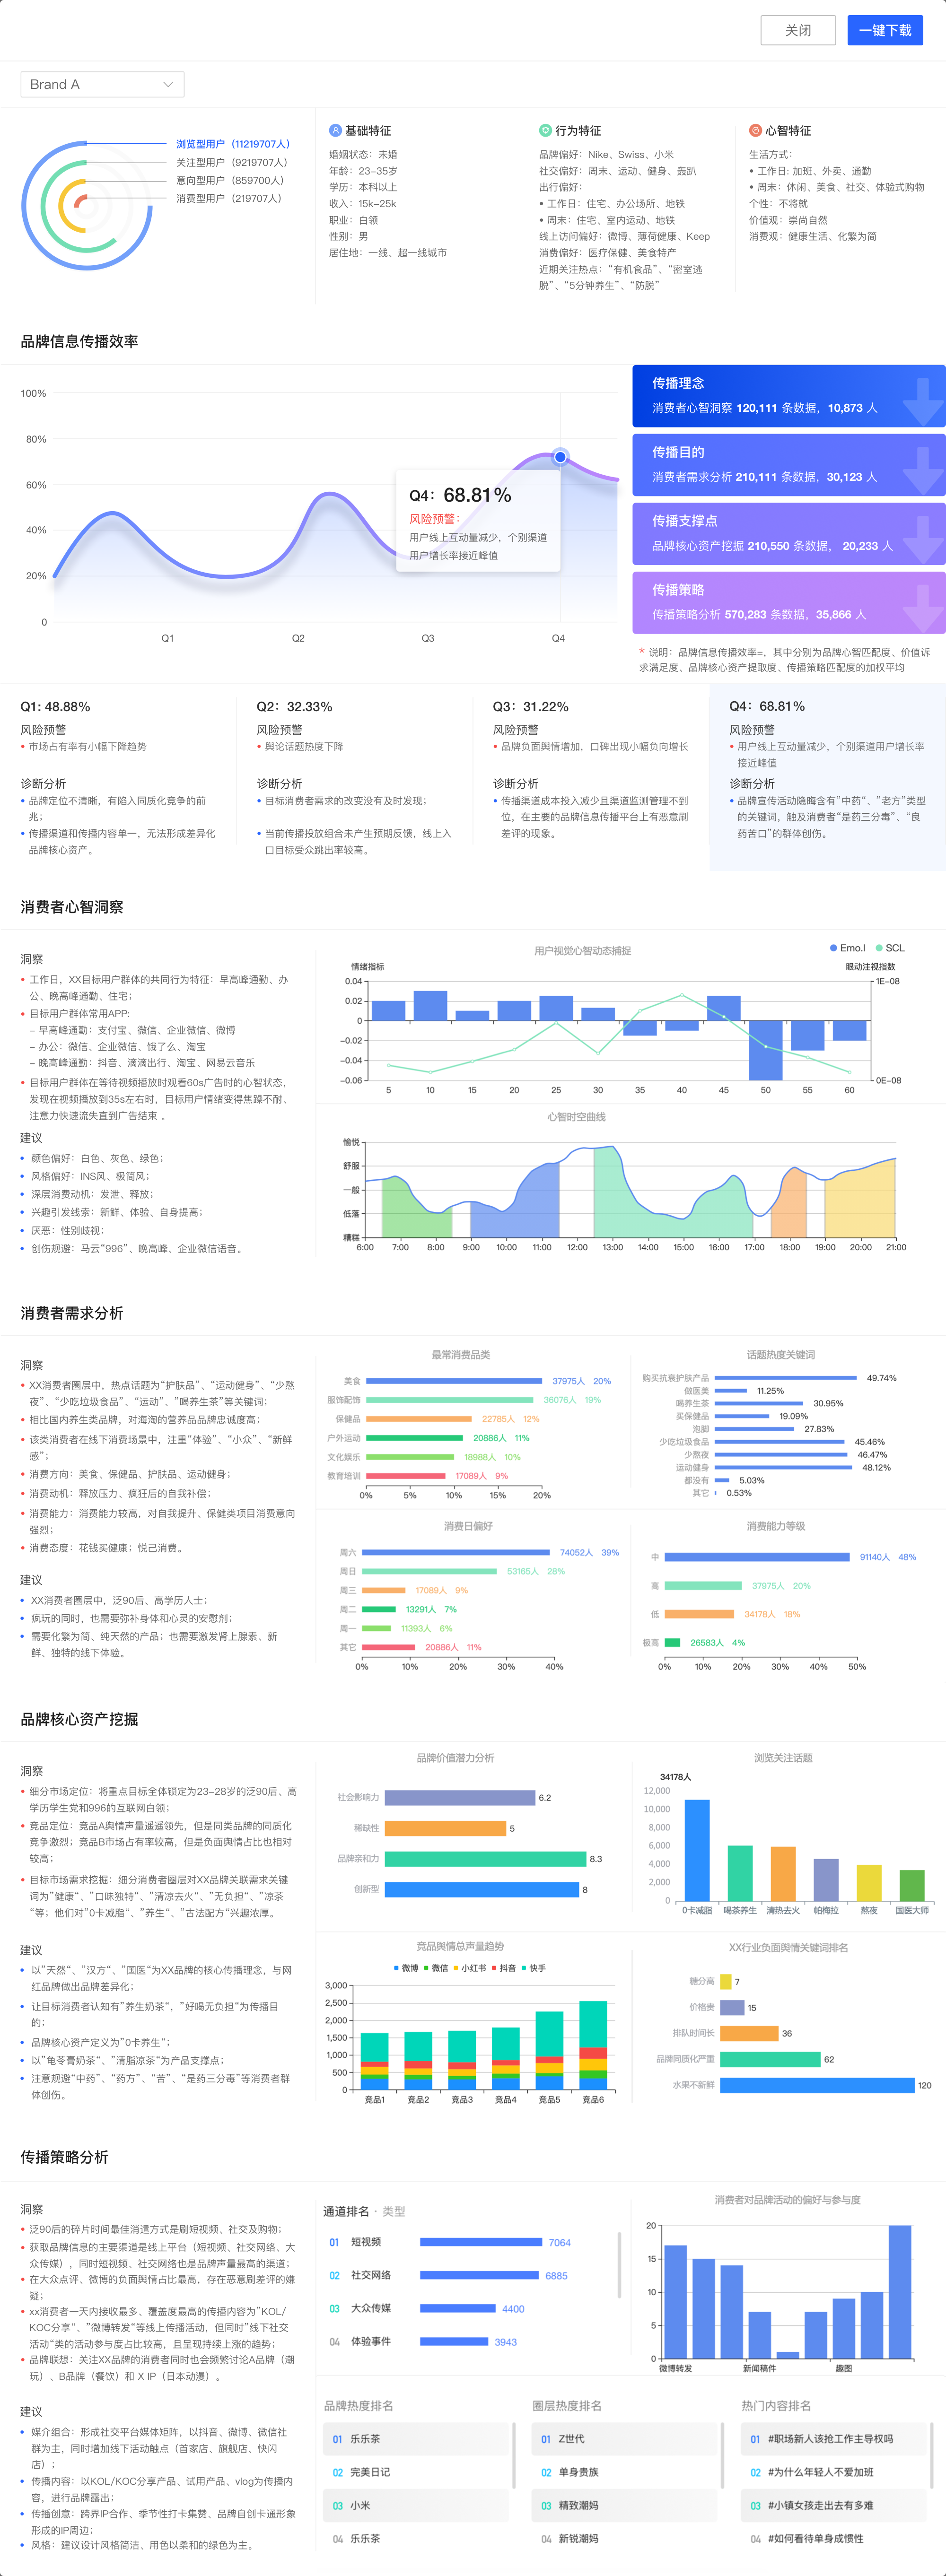 关闭
一键下载
Brand A
浏览型用户（11219707人）
关注型用户（9219707人）
意向型用户（859700人）
消费型用户（219707人）
基础特征
婚姻状态：未婚
年龄：23-35岁
学历：本科以上
收入：15k-25k
职业：白领
性别：男
居住地：一线、超一线城市
行为特征
品牌偏好：Nike、Swiss、小米
社交偏好：周末、运动、健身、轰趴
出行偏好：
• 工作日：住宅、办公场所、地铁
• 周末：住宅、室内运动、地铁
线上访问偏好：微博、薄荷健康、Keep
消费偏好：医疗保健、美食特产
近期关注热点：“有机食品”、“密室逃
脱”、“5分钟养生”、“防脱”
心智特征
生活方式：
• 工作日: 加班、外卖、通勤
• 周末：休闲、美食、社交、体验式购物
个性：不将就
价值观：崇尚自然
消费观：健康生活、化繁为简
品牌信息传播效率
100%
80%
60%
40%
20%
0
Q1
Q2
Q3
Q4
Q4：68.81%
风险预警：
用户线上互动量减少，个别渠道
用户增长率接近峰值
传播理念
消费者心智洞察 120,111 条数据，10,873 人
传播目的
消费者需求分析 210,111 条数据，30,123 人
传播支撑点
品牌核心资产挖掘 210,550 条数据， 20,233 人
传播策略
传播策略分析 570,283 条数据，35,866 人
* 说明：品牌信息传播效率=，其中分别为品牌心智匹配度、价值诉
求满足度、品牌核心资产提取度、传播策略匹配度的加权平均
Q1: 48.88%
风险预警
• 市场占有率有小幅下降趋势
诊断分析
• 品牌定位不清晰，有陷入同质化竞争的前
兆；
• 传播渠道和传播内容单一，无法形成差异化
品牌核心资产。
Q2：32.33%
风险预警
• 舆论话题热度下降
诊断分析
• 目标消费者需求的改变没有及时发现；
• 当前传播投放组合未产生预期反馈，线上入
口目标受众跳出率较高。
Q3：31.22%
风险预警
• 品牌负面舆情增加，口碑出现小幅负向增长
诊断分析
• 传播渠道成本投入减少且渠道监测管理不到
位，在主要的品牌信息传播平台上有恶意刷
差评的现象。
Q4：68.81%
风险预警
• 用户线上互动量减少，个别渠道用户增长率
接近峰值
诊断分析
• 品牌宣传活动隐晦含有”中药“、”老方”类型
的关键词，触及消费者“是药三分毒”、“良
药苦口”的群体创伤。
消费者心智洞察
洞察
• 工作日，XX目标用户群体的共同行为特征：早高峰通勤、办
公、晚高峰通勤、住宅；
• 目标用户群体常用APP:
– 早高峰通勤：支付宝、微信、企业微信、微博
– 办公：微信、企业微信、饿了么、淘宝
– 晚高峰通勤：抖音、滴滴出行、淘宝、网易云音乐
• 目标用户群体在等待视频播放时观看60s广告时的心智状态，
发现在视频播放到35s左右时，目标用户情绪变得焦躁不耐、
注意力快速流失直到广告结束 。
建议
• 颜色偏好：白色、灰色、绿色；
• 风格偏好：INS风、极简风；
• 深层消费动机：发泄、释放；
• 兴趣引发线索：新鲜、体验、自身提高；
• 厌恶：性别歧视；
• 创伤规避：马云“996”、晚高峰、企业微信语音。
用户视觉心智动态捕捉
Emo.I
SCL
情绪指标
眼动注视指数
0.04
0.02
0
-0.02
-0.04
-0.06
1E-08
0E-08
5
10
15
20
25
30
35
40
45
50
55
60
心智时空曲线
愉悦
舒服
一般
低落
糟糕
6:00
7:00
8:00
9:00
10:00
11:00
12:00
13:00
14:00
15:00
16:00
17:00
18:00
19:00
20:00
21:00
消费者需求分析
洞察
• XX消费者圈层中，热点话题为“护肤品”、“运动健身”、“少熬
夜”、“少吃垃圾食品”、“运动”、”喝养生茶”等关键词；
• 相比国内养生类品牌，对海淘的营养品品牌忠诚度高；
• 该类消费者在线下消费场景中，注重“体验”、“小众”、“新鲜
感”；
• 消费方向：美食、保健品、护肤品、运动健身；
• 消费动机：释放压力、疯狂后的自我补偿；
• 消费能力：消费能力较高，对自我提升、保健类项目消费意向
强烈；
• 消费态度：花钱买健康；悦己消费。
建议
• XX消费者圈层中，泛90后、高学历人士；
• 疯玩的同时，也需要弥补身体和心灵的安慰剂；
• 需要化繁为简、纯天然的产品；也需要激发肾上腺素、新
鲜、独特的线下体验。
最常消费品类
美食 37975人 20%
服饰配饰 36076人 19%
保健品 22785人 12%
户外运动 20886人 11%
文化娱乐 18988人 10%
教育培训 17089人 9%
0%
5%
10%
15%
20%
话题热度关键词
购买抗衰护肤产品 49.74%
做医美 11.25%
喝养生茶 30.95%
买保健品 19.09%
泡脚 27.83%
少吃垃圾食品 45.46%
少熬夜 46.47%
运动健身 48.12%
都没有 5.03%
其它 0.53%
消费日偏好
周六 74052人 39%
周日 53165人 28%
周三 17089人 9%
周二 13291人 7%
周一 11393人 6%
其它 20886人 11%
0%
10%
20%
30%
40%
消费能力等级
中 91140人 48%
高 37975人 20%
低 34178人 18%
极高 26583人 4%
0%
10%
20%
30%
40%
50%
品牌核心资产挖掘
洞察
• 细分市场定位：将重点目标全体锁定为23-28岁的泛90后、高
学历学生党和996的互联网白领；
• 竞品定位：竞品A舆情声量遥遥领先，但是同类品牌的同质化
竞争激烈；竞品B市场占有率较高，但是负面舆情占比也相对
较高；
• 目标市场需求挖掘：细分消费者圈层对XX品牌关联需求关键
词为”健康“、”口味独特“、”清凉去火“、”无负担“、”凉茶
“等；他们对”0卡减脂“、”养生“、”古法配方“兴趣浓厚。
建议
• 以”天然“、”汉方“、”国医“为XX品牌的核心传播理念，与网
红品牌做出品牌差异化；
• 让目标消费者认知有”养生奶茶“，”好喝无负担“为传播目
的；
• 品牌核心资产定义为”0卡养生“；
• 以”龟苓膏奶茶“、”清脂凉茶“为产品支撑点；
• 注意规避“中药”、“药方”、“苦”、“是药三分毒”等消费者群
体创伤。
品牌价值潜力分析
社会影响力 6.2
稀缺性 5
品牌亲和力 8.3
创新型 8
浏览关注话题
34178人
12,000
10,000
8,000
6,000
4,000
2,000
0
0卡减脂
喝茶养生
清热去火
帕梅拉
熬夜
国医大师
竞品舆情总声量趋势
微博
微信
小红书
抖音
快手
3,000
2,500
2,000
1,500
1,000
500
0
竞品1
竞品2
竞品3
竞品4
竞品5
竞品6
XX行业负面舆情关键词排名
糖分高 7
价格贵 15
排队时间长 36
品牌同质化严重 62
水果不新鲜 120
传播策略分析
洞察
• 泛90后的碎片时间最佳消遣方式是刷短视频、社交及购物；
• 获取品牌信息的主要渠道是线上平台（短视频、社交网络、大
众传媒），同时短视频、社交网络也是品牌声量最高的渠道；
• 在大众点评、微博的负面舆情占比最高，存在恶意刷差评的嫌
疑；
• xx消费者一天内接收最多、覆盖度最高的传播内容为”KOL/
KOC分享“、”微博转发“等线上传播活动，但同时”线下社交
活动“类的活动参与度占比较高，且呈现持续上涨的趋势；
• 品牌联想：关注XX品牌的消费者同时也会频繁讨论A品牌（潮
玩）、B品牌（餐饮）和 X IP（日本动漫）。
建议
• 媒介组合：形成社交平台媒体矩阵，以抖音、微博、微信社
群为主，同时增加线下活动触点（首家店、旗舰店、快闪
店）；
• 传播内容：以KOL/KOC分享产品、试用产品、vlog为传播内
容，进行品牌露出；
• 传播创意：跨界IP合作、季节性打卡集赞、品牌自创卡通形象
形成的IP周边；
• 风格：建议设计风格简洁、用色以柔和的绿色为主。
通道排名 · 类型
01 短视频 7064
02 社交网络 6885
03 大众传媒 4400
04 体验事件 3943
消费者对品牌活动的偏好与参与度
20
15
10
5
0
微博转发
新闻稿件
趣图
品牌热度排名
01 乐乐茶
02 完美日记
03 小米
04 乐乐茶
圈层热度排名
01 Z世代
02 单身贵族
03 精致潮妈
04 新锐潮妈
热门内容排名
01 #职场新人该抢工作主导权吗
02 #为什么年轻人不爱加班
03 #小镇女孩走出去有多难
04 #如何看待单身成惯性